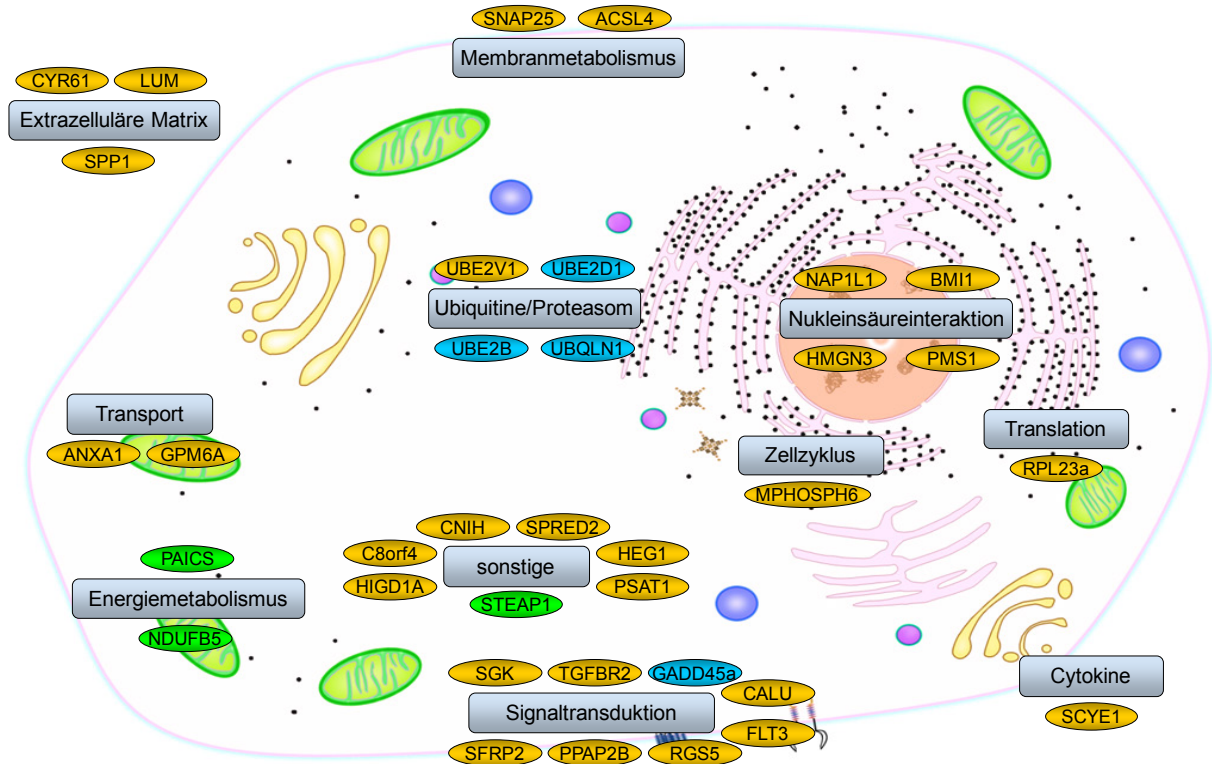 SNAP25 ACSL4
Membranmetabolismus
CYR61 LUM
Extrazelluläre Matrix
SPP1
UBE2V1 UBE2D1
Ubiquitine/Proteasom
UBE2B UBQLN1
NAP1L1 BMI1
Nukleinsäureinteraktion
HMGN3 PMS1
Transport
ANXA1 GPM6A
Zellzyklus
MPHOSPH6
Translation
RPL23a
CNIH SPRED2
C8orf4 HEG1
sonstige
HIGD1A PSAT1
STEAP1
PAICS
Energiemetabolismus
NDUFB5
SGK TGFBR2 GADD45a
CALU
Signaltransduktion
FLT3
SFRP2 PPAP2B RGS5
Cytokine
SCYE1